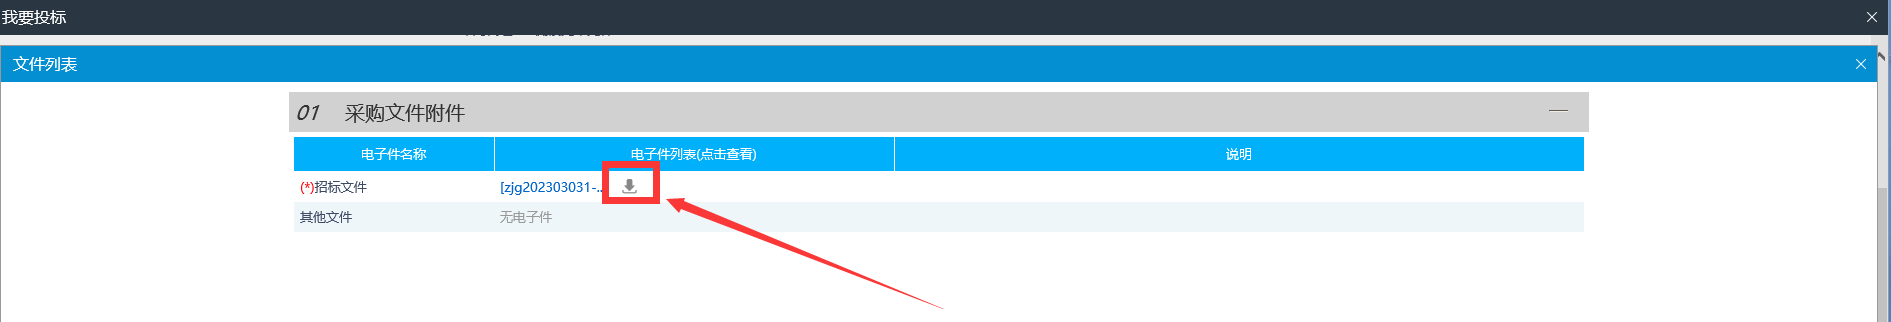 我要投标
文件列表
01 采购文件附件
电子件名称 电子件列表(点击查看) 说明
(*)招标文件 [zjg202303031-..
其他文件 无电子件